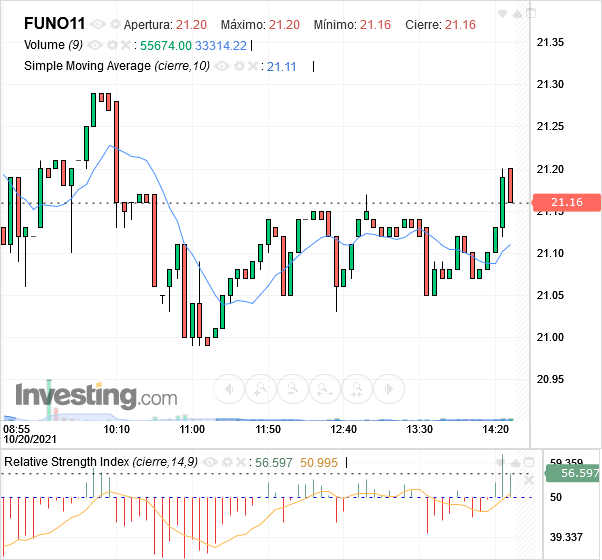 FUNO11 Apertura: 21.20 Máximo: 21.20 Mínimo: 21.16 Cierre: 21.16
Volume (9) : 55674.00 33314.22
Simple Moving Average (cierre,10) : 21.11
21.35
21.30
21.25
21.20
21.16
21.15
21.10
21.05
21.00
20.95
Investing.com
08:55 10:10 11:00 11:50 12:40 13:30 14:20
10/20/2021
Relative Strength Index (cierre,14,9) : 56.597 50.995
59.359
56.597
50
39.337